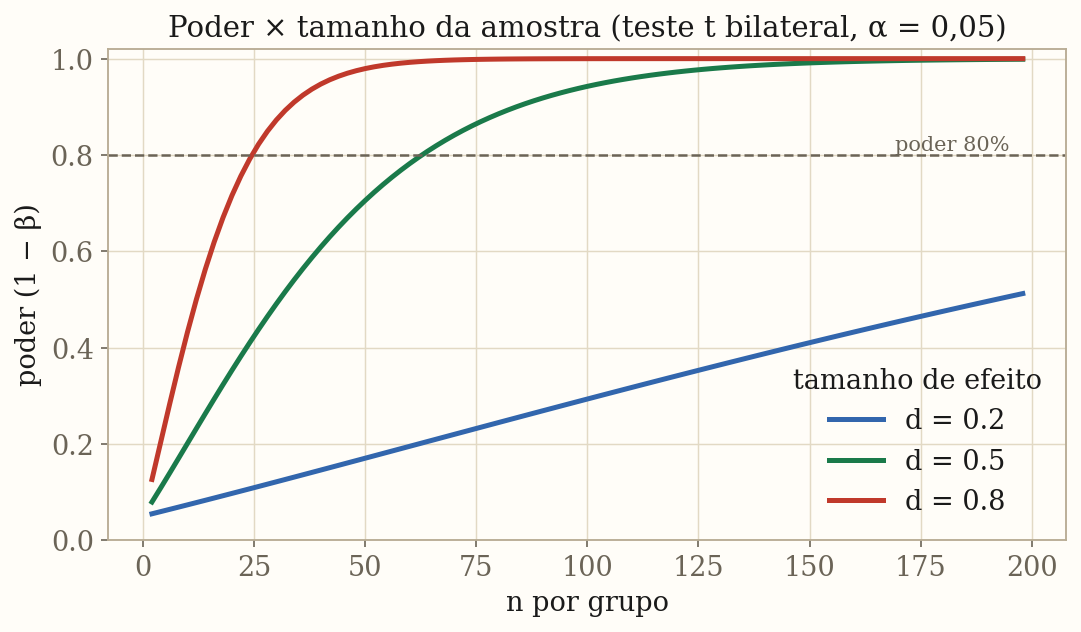 Poder × tamanho da amostra (teste t bilateral, α = 0,05)
poder (1 − β)
1.0
0.8
0.6
0.4
0.2
0.0
poder 80%
tamanho de efeito
d = 0.2
d = 0.5
d = 0.8
0 25 50 75 100 125 150 175 200
n por grupo